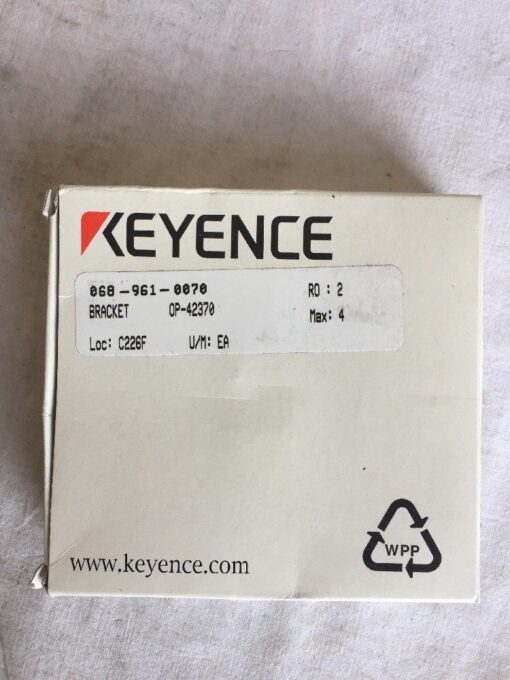 KEYENCE
068-961-0070 RO : 2
BRACKET OP-42370 Max: 4
Loc: C226F U/M: EA
WPP
www.keyence.com